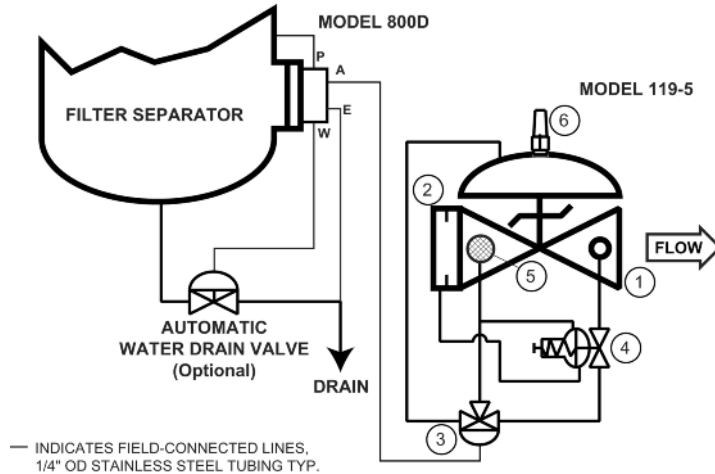 MODEL 800D
P
A
E
W
FILTER SEPARATOR
MODEL 119-5
6
2
FLOW
5
1
AUTOMATIC
WATER DRAIN VALVE
(Optional)
DRAIN
4
3
— INDICATES FIELD-CONNECTED LINES,
1/4" OD STAINLESS STEEL TUBING TYP.